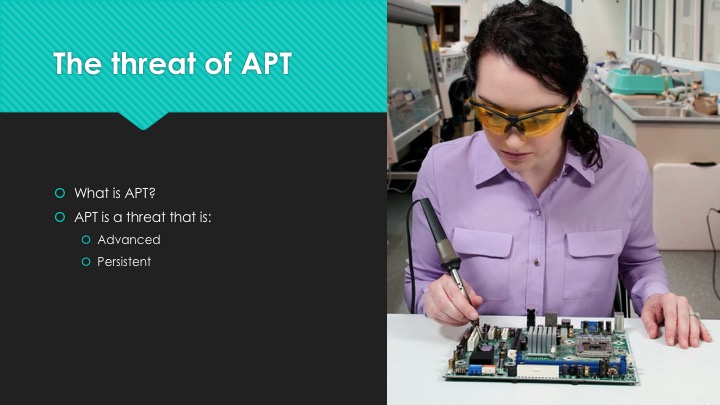 The threat of APT
What is APT?
APT is a threat that is:
Advanced
Persistent